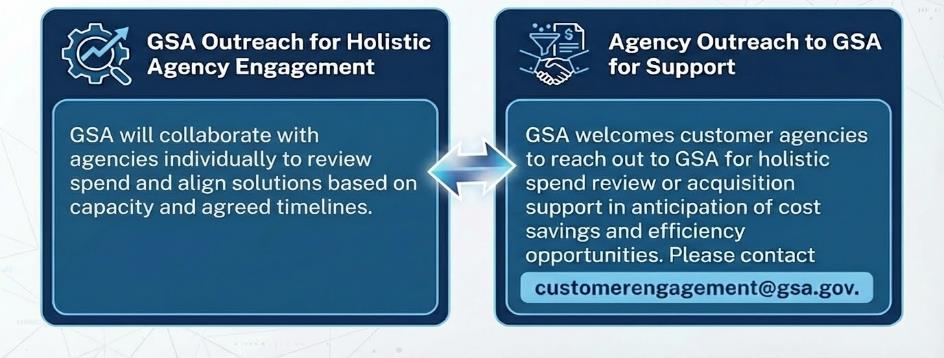 GSA Outreach for Holistic
Agency Engagement
GSA will collaborate with
agencies individually to review
spend and align solutions based on
capacity and agreed timelines.
Agency Outreach to GSA
for Support
$
GSA welcomes customer agencies
to reach out to GSA for holistic
spend review or acquisition
support in anticipation of cost
savings and efficiency
opportunities. Please contact
customerengagement@gsa.gov.